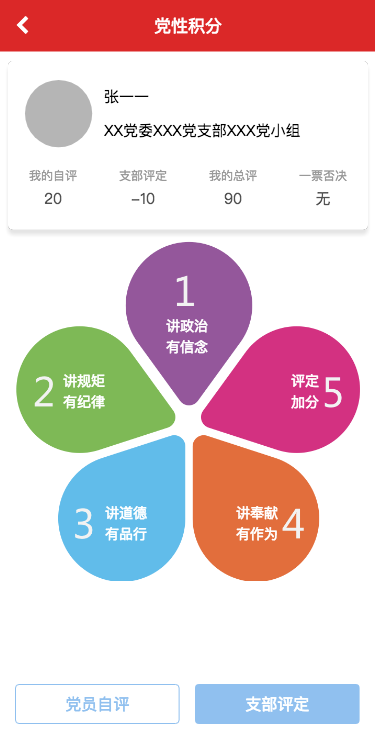 党性积分
张一一
XX党委XXX党支部XXX党小组
我的自评 支部评定 我的总评 一票否决
20 -10 90 无
1
讲政治
有信念
2
讲规矩
有纪律
评定
加分
5
3
讲道德
有品行
讲奉献
有作为
4
党员自评 支部评定